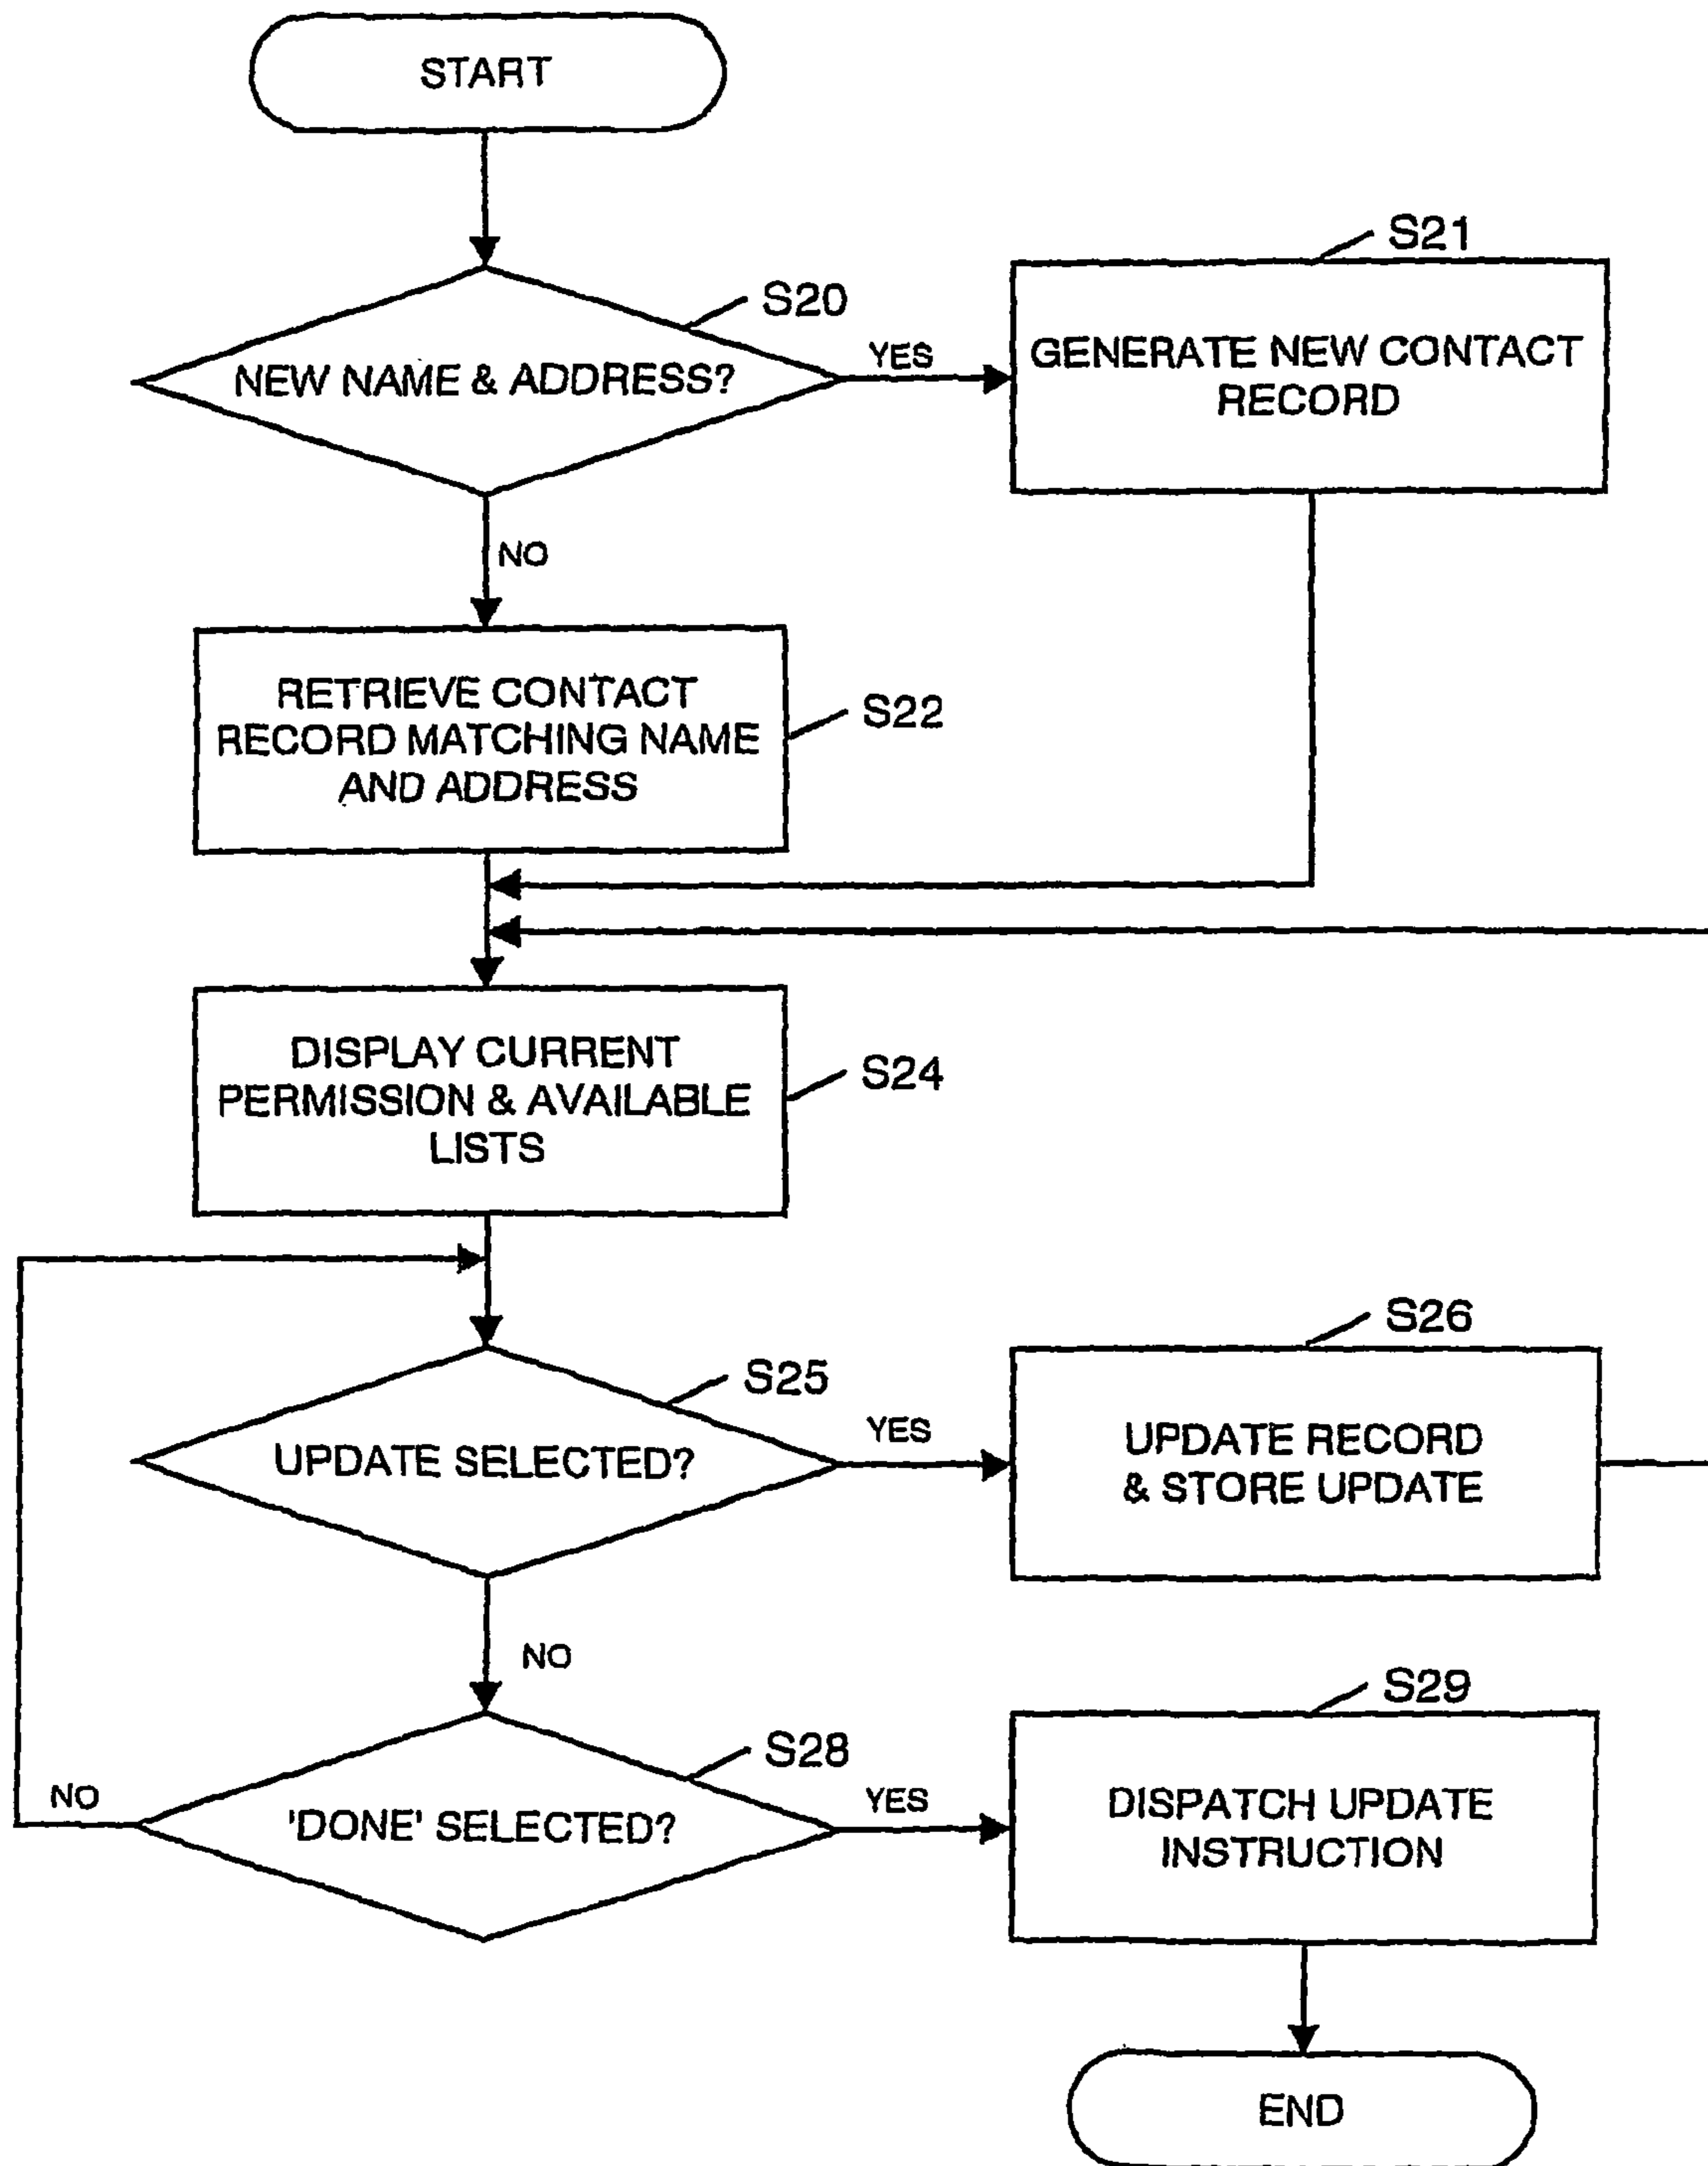 START
S20
NEW NAME & ADDRESS?
YES
S21
GENERATE NEW CONTACT
RECORD
NO
RETRIEVE CONTACT
RECORD MATCHING NAME
AND ADDRESS
S22
DISPLAY CURRENT
PERMISSION & AVAILABLE
LISTS
S24
S25
UPDATE SELECTED?
YES
S26
UPDATE RECORD
& STORE UPDATE
NO
S28
'DONE' SELECTED?
NO
YES
S29
DISPATCH UPDATE
INSTRUCTION
END